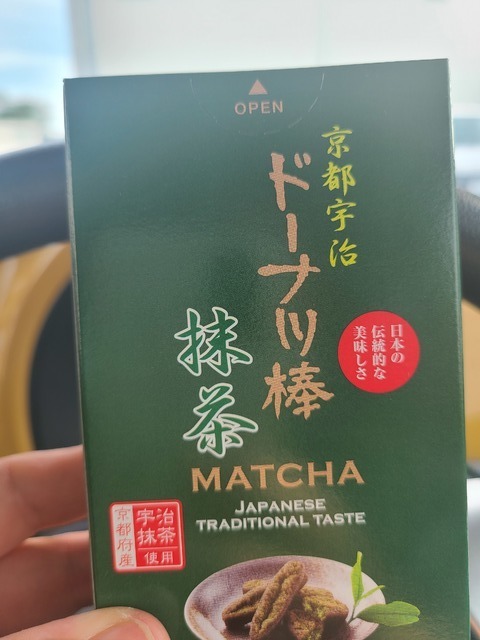 OPEN
京都宇治
ドーナツ棒
抹茶
日本の
伝統的な
美味しさ
MATCHA
JAPANESE
TRADITIONAL TASTE
京都府産
宇治
抹茶
使用